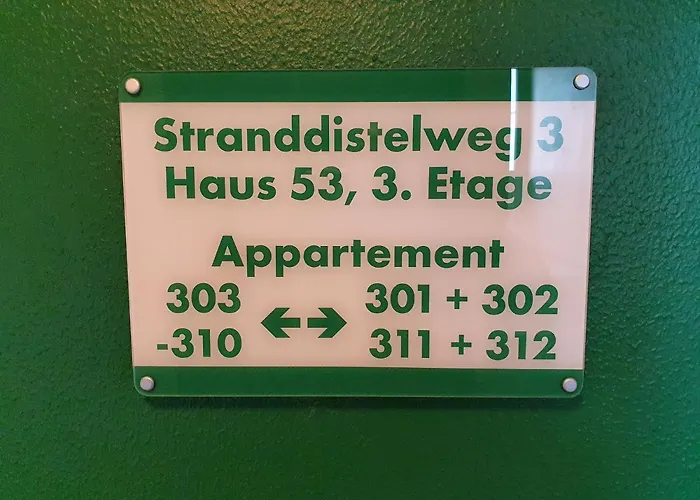 Stranddistelweg 3
Haus 53, 3. Etage
Appartement
303 301 + 302
-310 ←→ 311 + 312